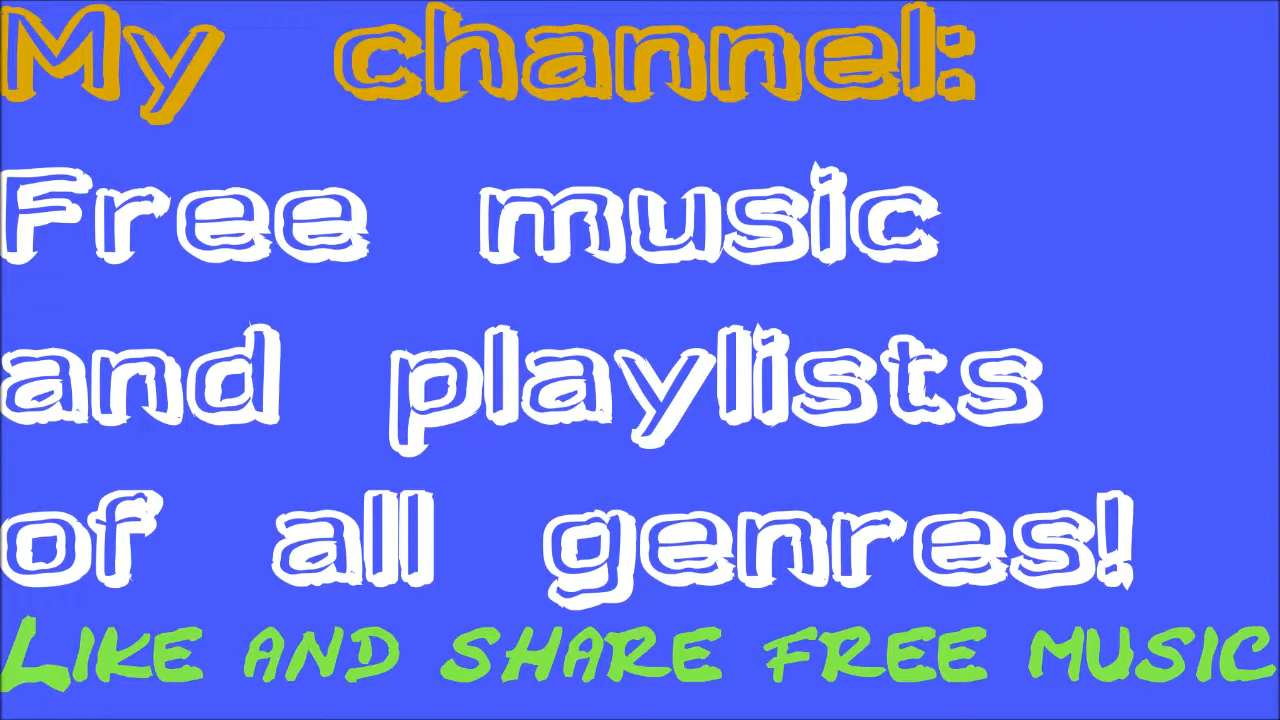 My channel:
Free music
and playlists
of all genres!
LIKE AND SHARE FREE MUSIC